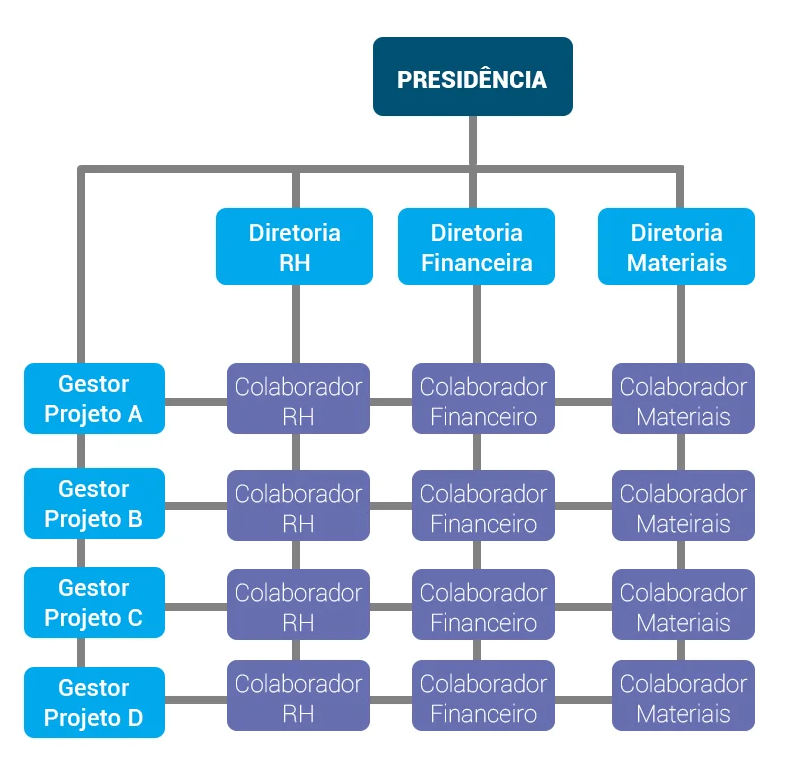 PRESIDÊNCIA
Diretoria
RH
Diretoria
Financeira
Diretoria
Materiais
Gestor
Projeto A
Colaborador
RH
Colaborador
Financeiro
Colaborador
Materiais
Gestor
Projeto B
Colaborador
RH
Colaborador
Financeiro
Colaborador
Mateirais
Gestor
Projeto C
Colaborador
RH
Colaborador
Financeiro
Colaborador
Materiais
Gestor
Projeto D
Colaborador
RH
Colaborador
Financeiro
Colaborador
Materiais